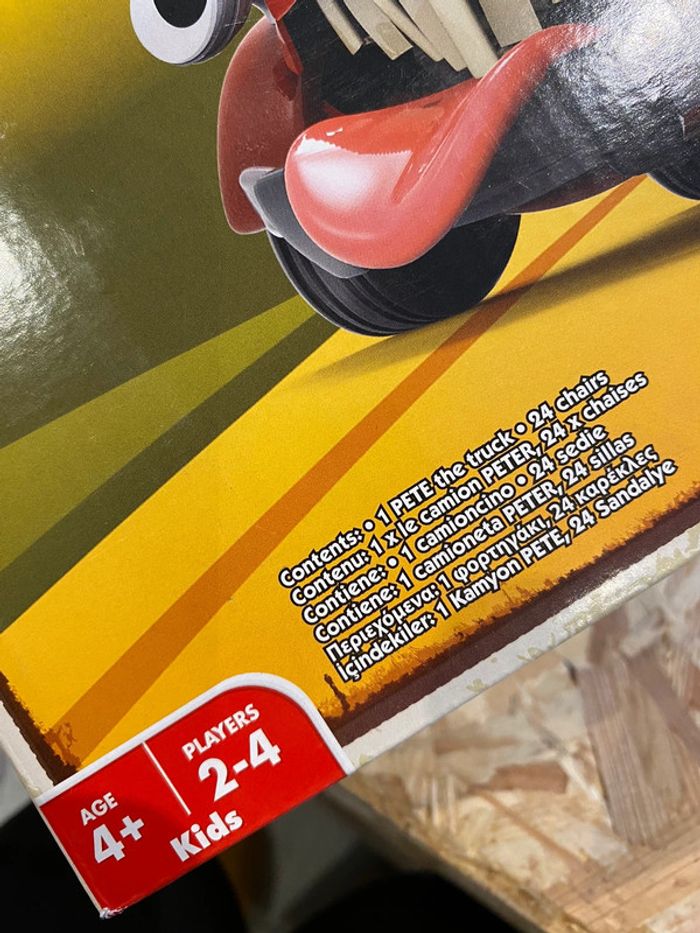 Contents: • 1 PETE the truck • 24 chairs
Contenu: 1 x le camion PETER, 24 x chaises
Contiene: • 1 camioncino • 24 sedie
Contiene: 1 camioneta PETER, 24 sillas
Περιεχόμενα: 1 φορτηγάκι, 24 καρέκλες
Içindekiler: 1 Kamyon PETE, 24 Sandalye
AGE
4+
PLAYERS
2-4
Kids